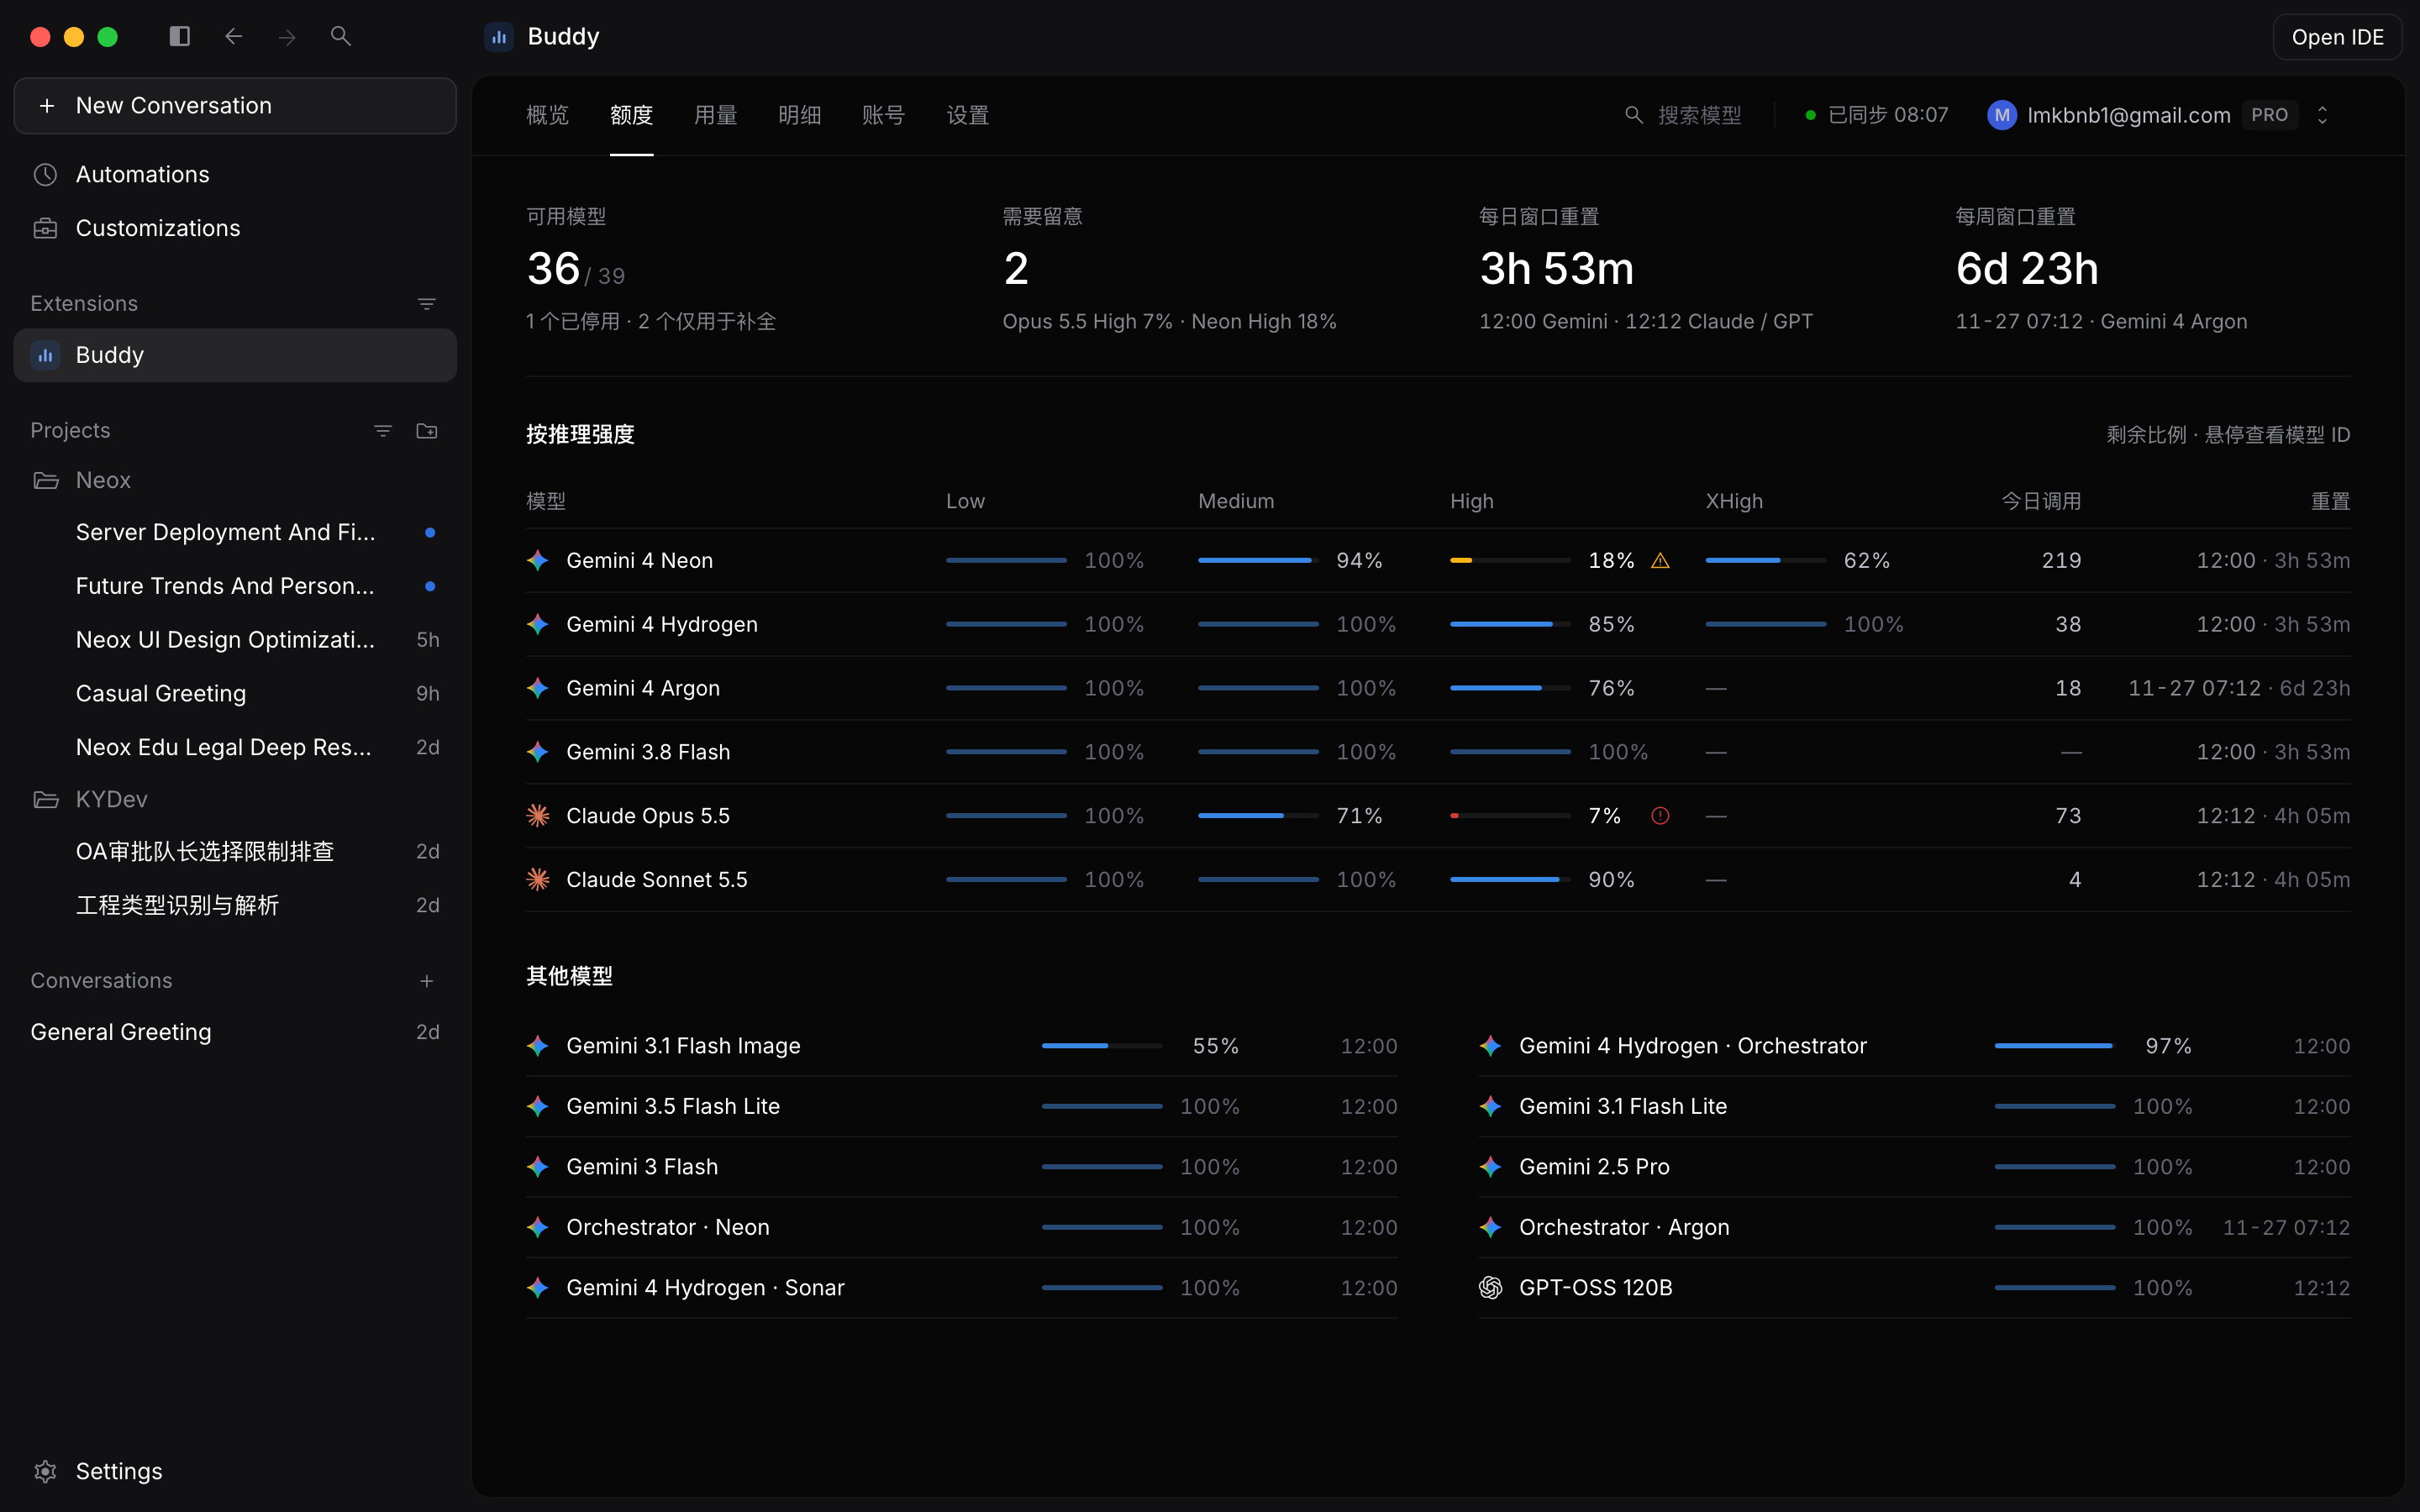 Buddy
Open IDE
New Conversation
Automations
Customizations
Extensions
Buddy
Projects
Neox
Server Deployment And Fi...
Future Trends And Person...
Neox UI Design Optimizati... 5h
Casual Greeting 9h
Neox Edu Legal Deep Res... 2d
KYDev
OA审批队长选择限制排查 2d
工程类型识别与解析 2d
Conversations
General Greeting 2d
Settings
概览 额度 用量 明细 账号 设置
搜索模型 已同步 08:07 M lmkbnb1@gmail.com PRO
可用模型 需要留意 每日窗口重置 每周窗口重置
36 / 39 2 3h 53m 6d 23h
1 个已停用 · 2 个仅用于补全 Opus 5.5 High 7% · Neon High 18% 12:00 Gemini · 12:12 Claude / GPT 11-27 07:12 · Gemini 4 Argon
按推理强度 剩余比例 · 悬停查看模型 ID
模型 Low Medium High XHigh 今日调用 重置
Gemini 4 Neon 100% 94% 18% 62% 219 12:00 · 3h 53m
Gemini 4 Hydrogen 100% 100% 85% 100% 38 12:00 · 3h 53m
Gemini 4 Argon 100% 100% 76% — 18 11-27 07:12 · 6d 23h
Gemini 3.8 Flash 100% 100% 100% — — 12:00 · 3h 53m
Claude Opus 5.5 100% 71% 7% — 73 12:12 · 4h 05m
Claude Sonnet 5.5 100% 100% 90% — 4 12:12 · 4h 05m
其他模型
Gemini 3.1 Flash Image 55% 12:00 Gemini 4 Hydrogen · Orchestrator 97% 12:00
Gemini 3.5 Flash Lite 100% 12:00 Gemini 3.1 Flash Lite 100% 12:00
Gemini 3 Flash 100% 12:00 Gemini 2.5 Pro 100% 12:00
Orchestrator · Neon 100% 12:00 Orchestrator · Argon 100% 11-27 07:12
Gemini 4 Hydrogen · Sonar 100% 12:00 GPT-OSS 120B 100% 12:12